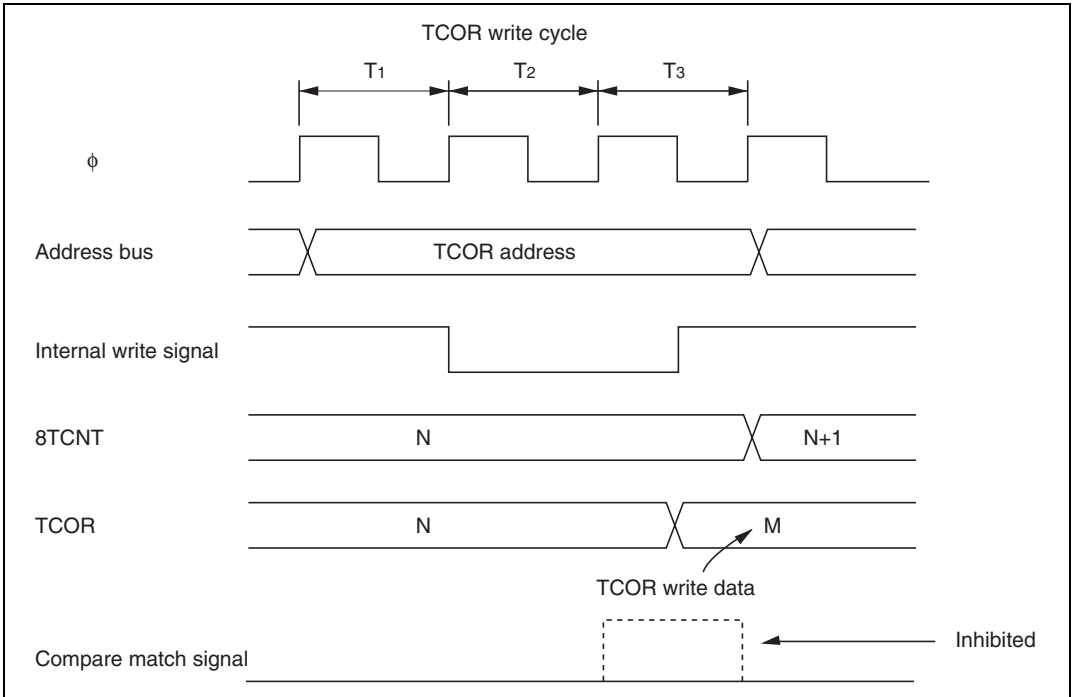 TCOR write cycle
T1 T2 T3
ϕ
Address bus TCOR address
Internal write signal
8TCNT N N+1
TCOR N M
TCOR write data
Inhibited
Compare match signal